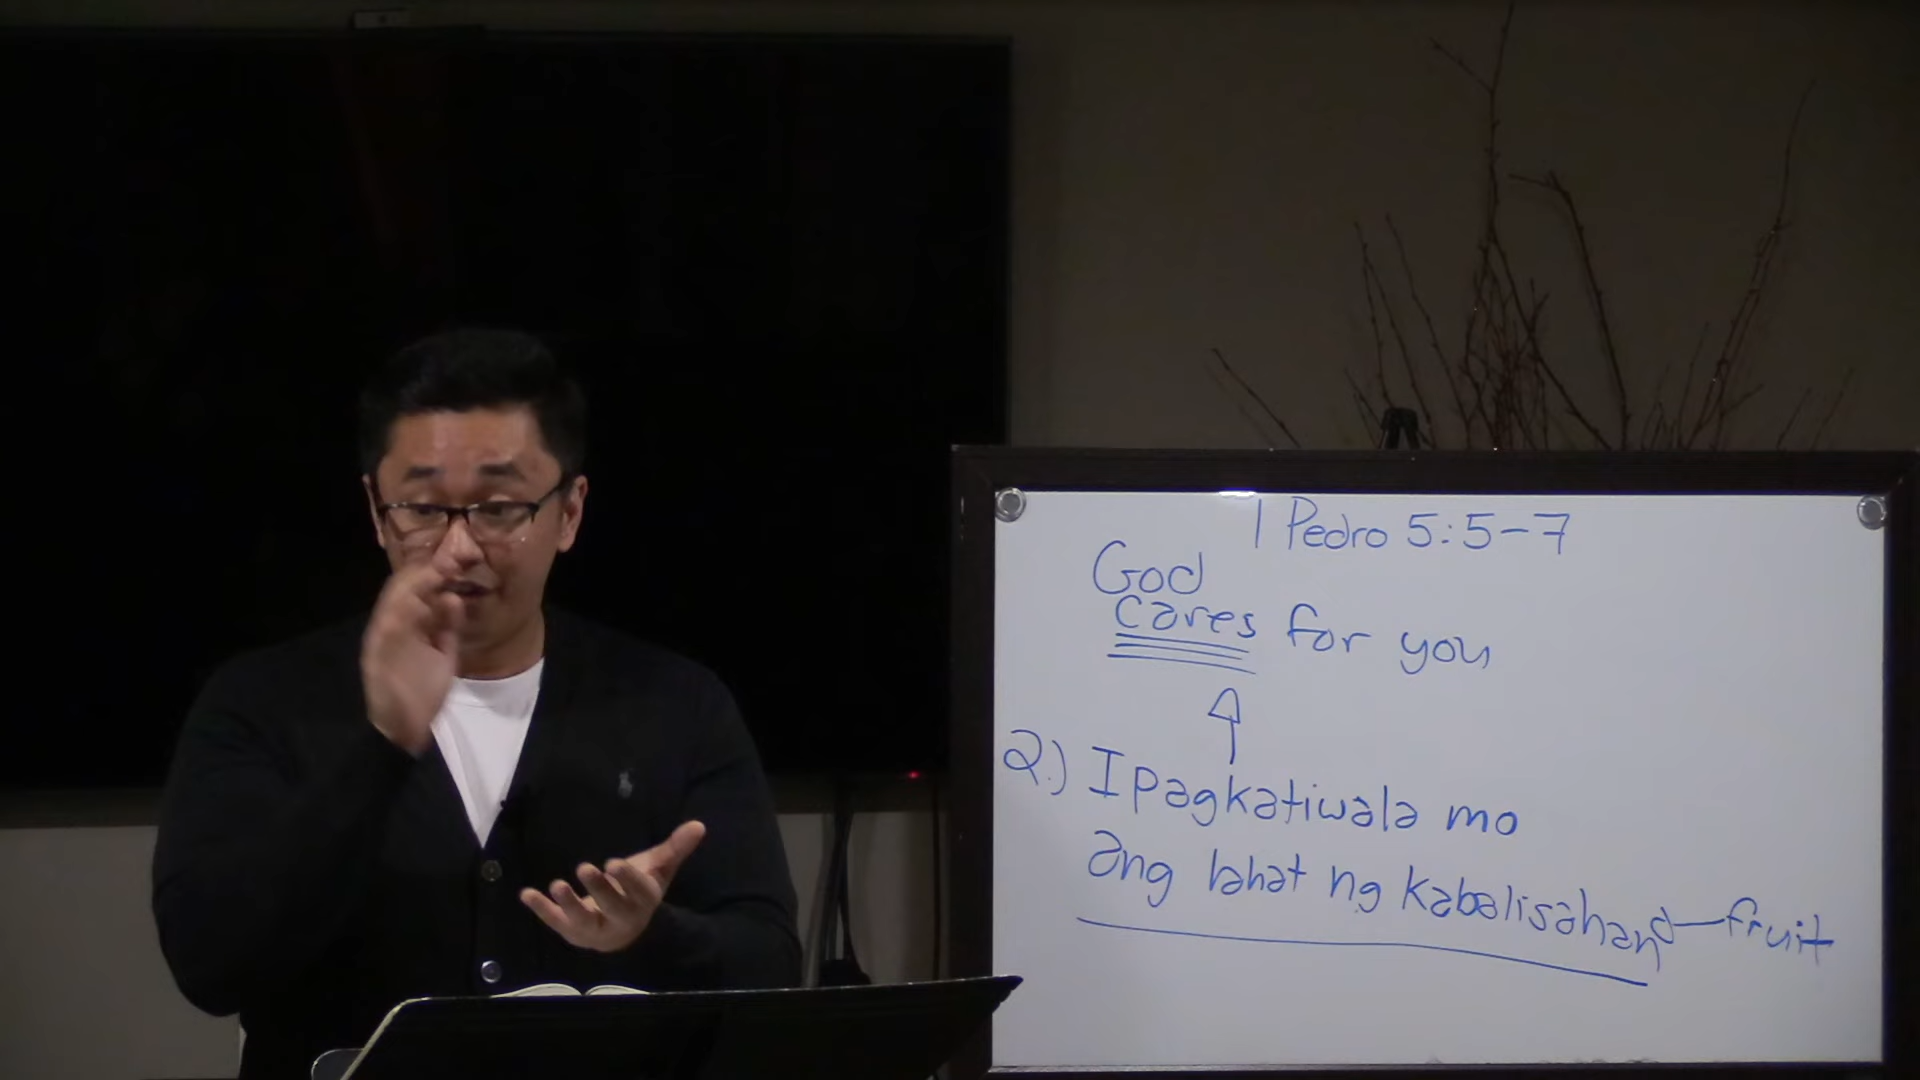 1 Pedro 5:5-7
God
cares for you
2.) Ipagkatiwala mo
ang lahat ng kabalisahan - fruit